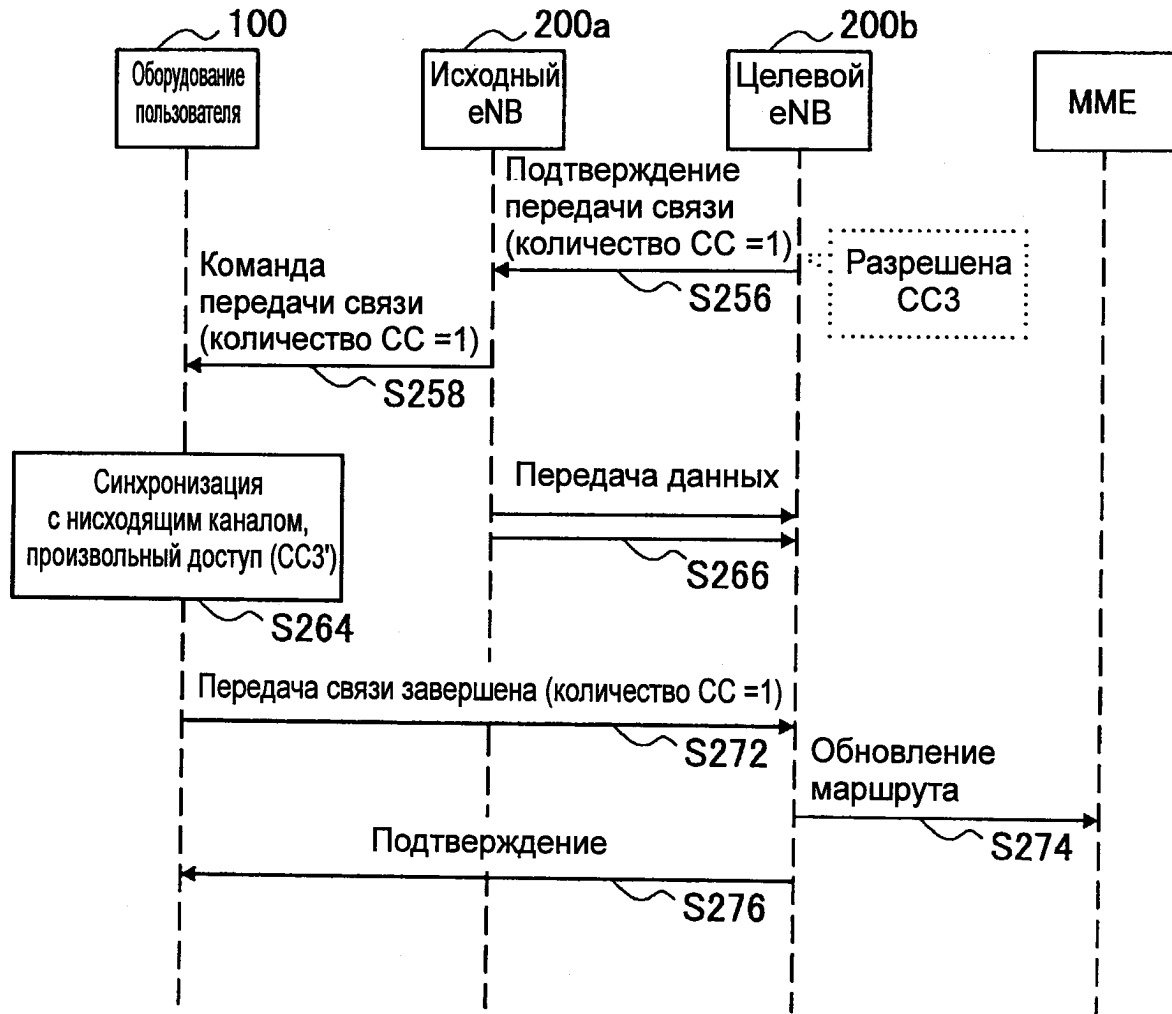 100
200a
200b
Оборудование
пользователя
Исходный
eNB
Целевой
eNB
MME
Подтверждение
передачи связи
(количество CC =1)
S256
Разрешена
CC3
Команда
передачи связи
(количество CC =1)
S258
Синхронизация
с нисходящим каналом,
произвольный доступ (CC3')
S264
Передача данных
S266
Передача связи завершена (количество CC =1)
S272
Обновление
маршрута
S274
Подтверждение
S276